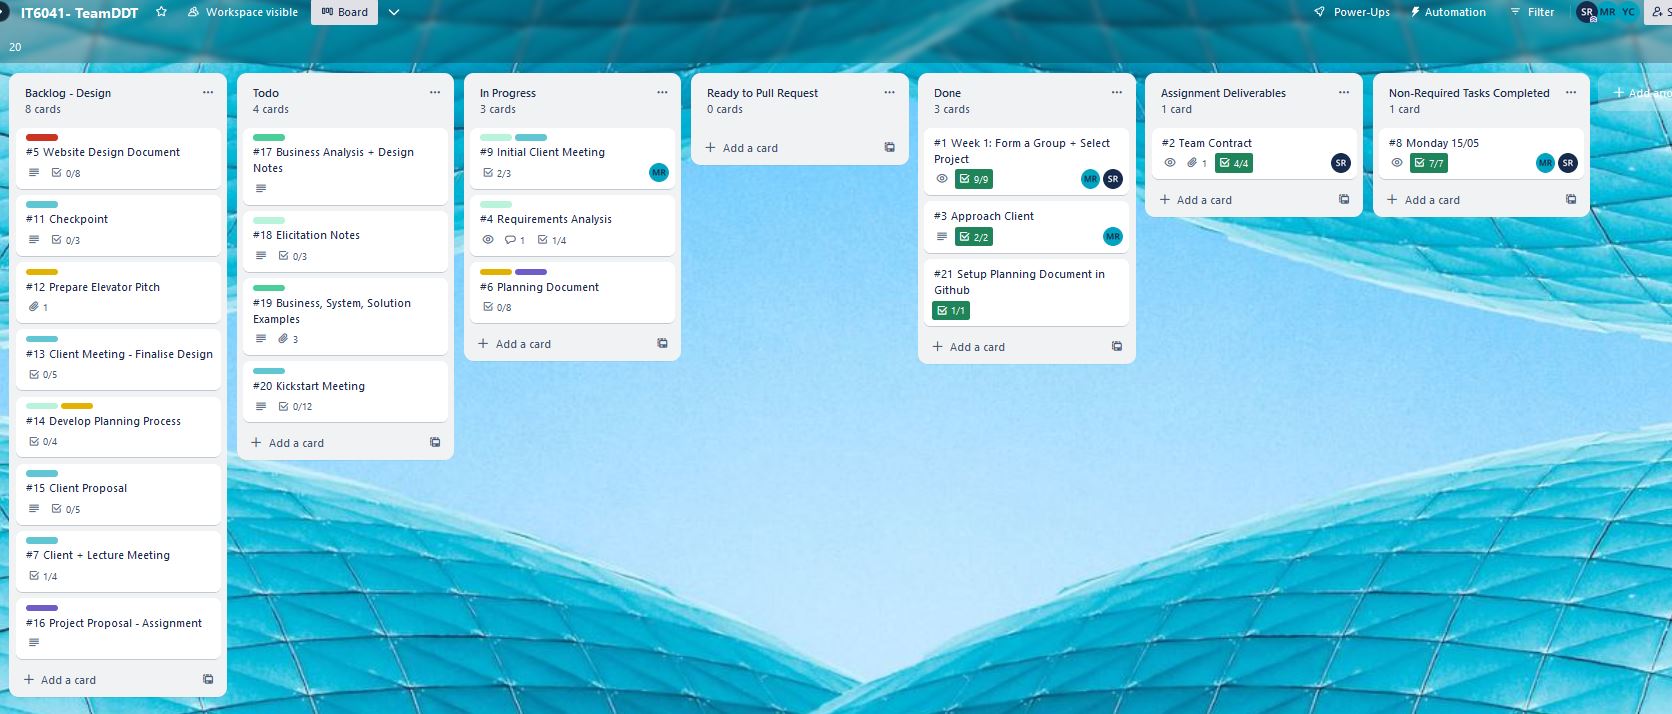 IT6041- TeamDDT
Workspace visible
Board
Power-Ups
Automation
Filter
SR MR YC
20
Backlog - Design
8 cards
#5 Website Design Document
0/8
#11 Checkpoint
0/3
#12 Prepare Elevator Pitch
1
#13 Client Meeting - Finalise Design
0/5
#14 Develop Planning Process
0/4
#15 Client Proposal
0/5
#7 Client + Lecture Meeting
1/4
#16 Project Proposal - Assignment
+ Add a card
Todo
4 cards
#17 Business Analysis + Design
Notes
#18 Elicitation Notes
0/3
#19 Business, System, Solution
Examples
3
#20 Kickstart Meeting
0/12
+ Add a card
In Progress
3 cards
#9 Initial Client Meeting
2/3 MR
#4 Requirements Analysis
1 1/4
#6 Planning Document
0/8
+ Add a card
Ready to Pull Request
0 cards
+ Add a card
Done
3 cards
#1 Week 1: Form a Group + Select
Project
9/9 MR SR
#3 Approach Client
2/2 MR
#21 Setup Planning Document in
Github
1/1
+ Add a card
Assignment Deliverables
1 card
#2 Team Contract
1 4/4 SR
+ Add a card
Non-Required Tasks Completed
1 card
#8 Monday 15/05
7/7 MR SR
+ Add a card
+ Add